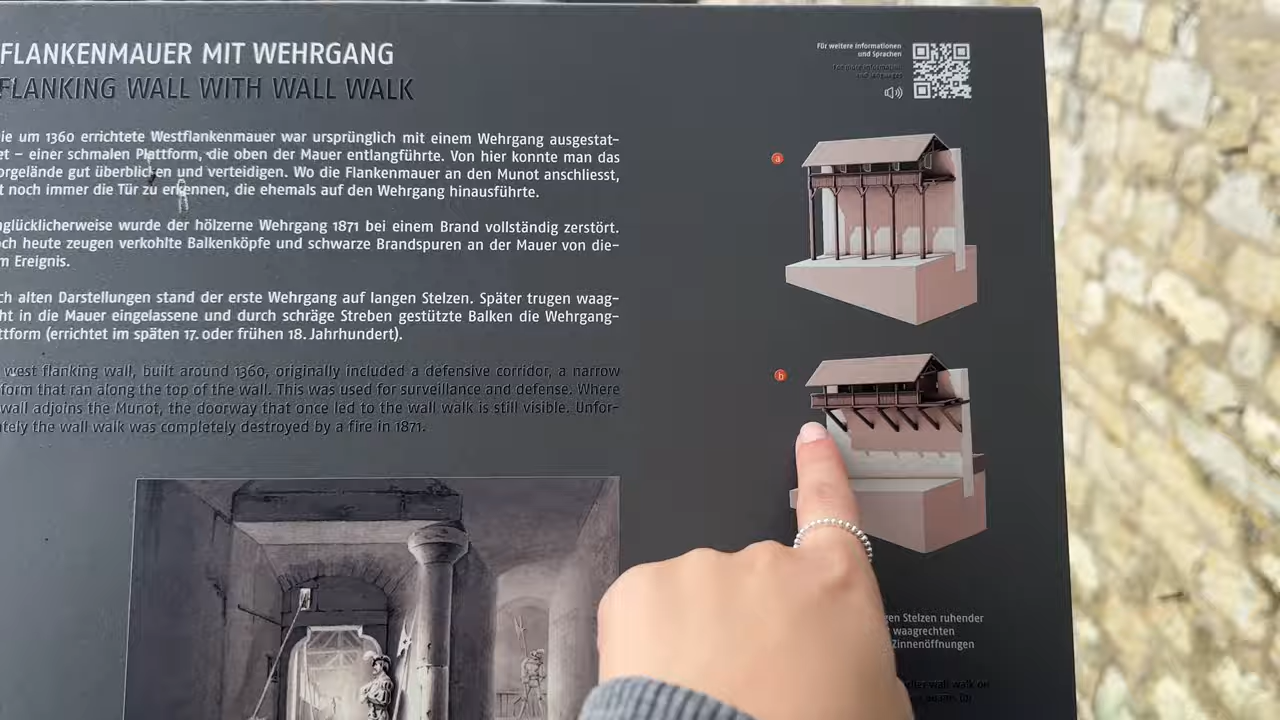 FLANKENMAUER MIT WEHRGANG
FLANKING WALL WITH WALL WALK
ie um 1360 errichtete Westflankenmauer war ursprünglich mit einem Wehrgang ausgestat-
et – einer schmalen Plattform, die oben der Mauer entlangführte. Von hier konnte man das
orgelände gut überblicken und verteidigen. Wo die Flankenmauer an den Munot anschliesst,
t noch immer die Tür zu erkennen, die ehemals auf den Wehrgang hinausführte.
nglücklicherweise wurde der hölzerne Wehrgang 1871 bei einem Brand vollständig zerstört.
och heute zeugen verkohlte Balkenköpfe und schwarze Brandspuren an der Mauer von die-
m Ereignis.
ch alten Darstellungen stand der erste Wehrgang auf langen Stelzen. Später trugen waag-
ht in die Mauer eingelassene und durch schräge Streben gestützte Balken die Wehrgang-
ttform (errichtet im späten 17. oder frühen 18. Jahrhundert).
west flanking wall, built around 1360, originally included a defensive corridor, a narrow
form that ran along the top of the wall. This was used for surveillance and defense. Where
wall adjoins the Munot, the doorway that once led to the wall walk is still visible. Unfor-
ately the wall walk was completely destroyed by a fire in 1871.
Für weitere Informationen
und Sprachen
For more information
and languages
a
b
gen Stelzen ruhender
waagrechten
Zinnenöffnungen
wall walk on